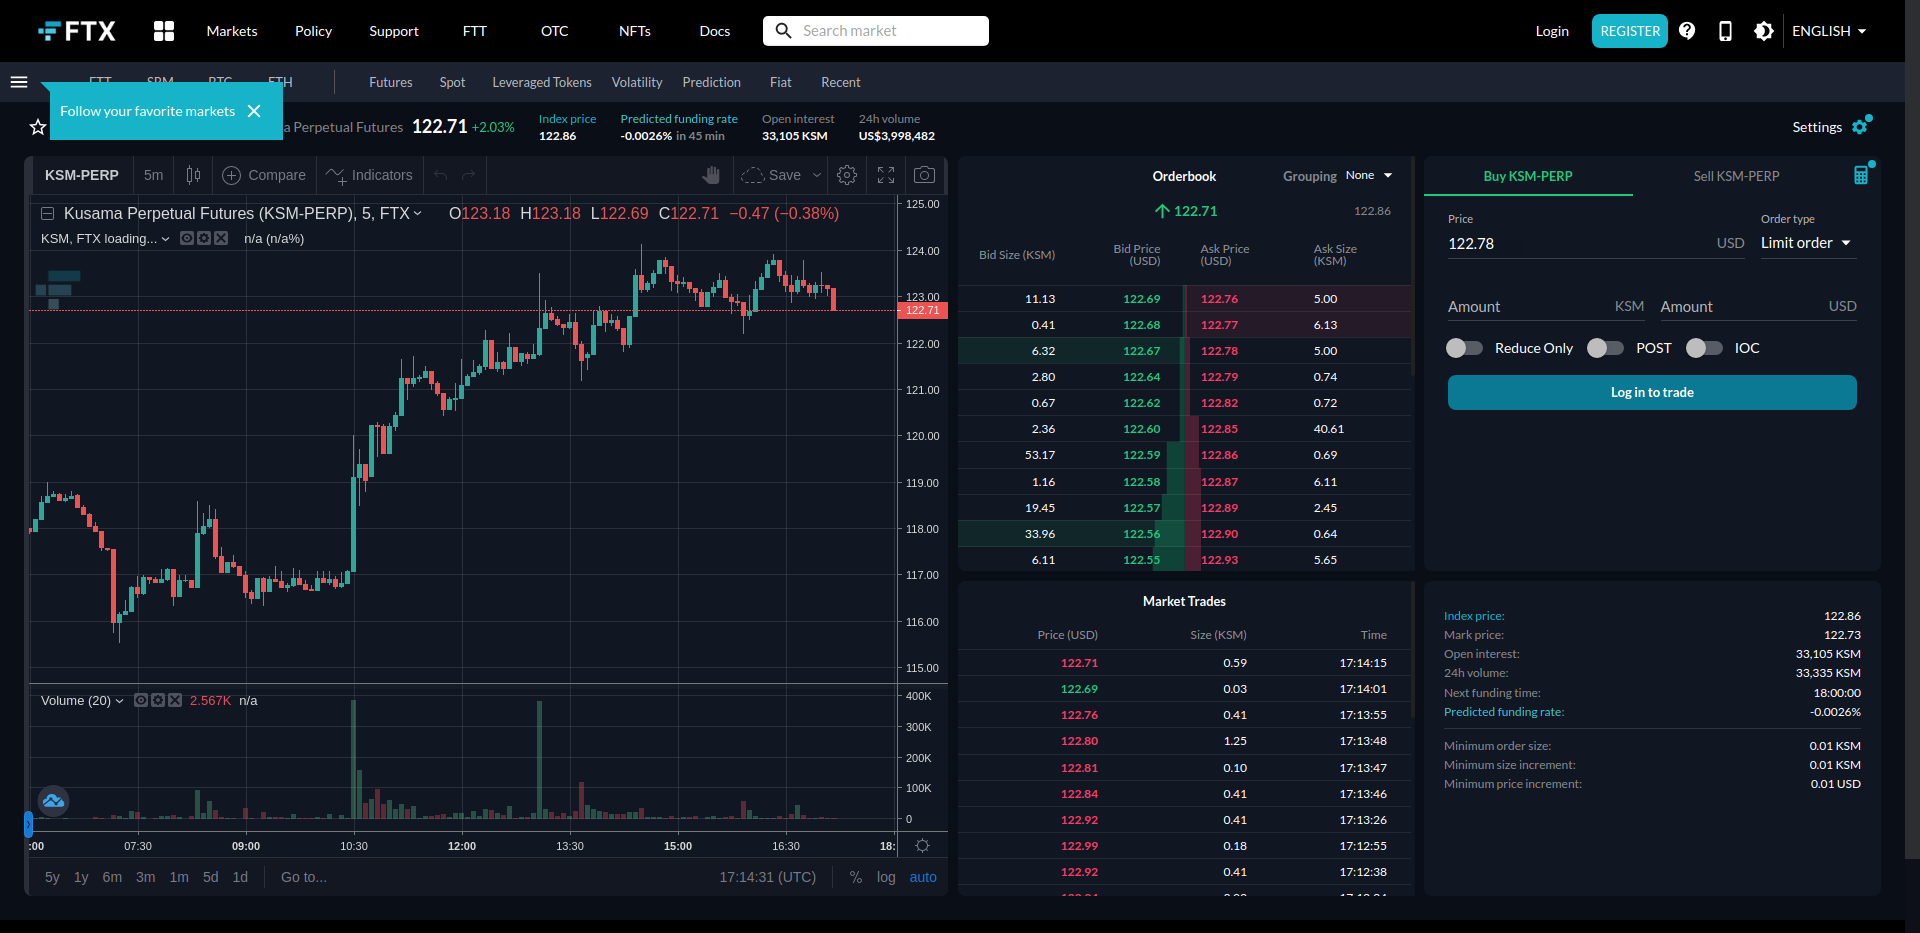 FTX Markets Policy Support FTT OTC NFTs Docs Search market Login REGISTER ENGLISH
Futures Spot Leveraged Tokens Volatility Prediction Fiat Recent
Follow your favorite markets
a Perpetual Futures 122.71 +2.03%
Index price
122.86
Predicted funding rate
-0.0026% in 45 min
Open interest
33,105 KSM
24h volume
US$3,998,482
Settings
KSM-PERP 5m Compare Indicators Save
Kusama Perpetual Futures (KSM-PERP), 5, FTX O123.18 H123.18 L122.69 C122.71 −0.47 (−0.38%)
KSM, FTX loading... n/a (n/a%)
125.00
124.00
123.00
122.71
122.00
121.00
120.00
119.00
118.00
117.00
116.00
115.00
Volume (20) 2.567K n/a
400K
300K
200K
100K
0
:00 07:30 09:00 10:30 12:00 13:30 15:00 16:30 18:
5y 1y 6m 3m 1m 5d 1d Go to... 17:14:31 (UTC) % log auto
Orderbook Grouping None
122.71 122.86
Bid Size (KSM) Bid Price (USD) Ask Price (USD) Ask Size (KSM)
11.13 122.69 122.76 5.00
0.41 122.68 122.77 6.13
6.32 122.67 122.78 5.00
2.80 122.64 122.79 0.74
0.67 122.62 122.82 0.72
2.36 122.60 122.85 40.61
53.17 122.59 122.86 0.69
1.16 122.58 122.87 6.11
19.45 122.57 122.89 2.45
33.96 122.56 122.90 0.64
6.11 122.55 122.93 5.65
Market Trades
Price (USD) Size (KSM) Time
122.71 0.59 17:14:15
122.69 0.03 17:14:01
122.76 0.41 17:13:55
122.80 1.25 17:13:48
122.81 0.10 17:13:47
122.84 0.41 17:13:46
122.92 0.41 17:13:26
122.99 0.18 17:12:55
122.92 0.41 17:12:38
Buy KSM-PERP Sell KSM-PERP
Price Order type
122.78 USD Limit order
Amount KSM Amount USD
Reduce Only POST IOC
Log in to trade
Index price: 122.86
Mark price: 122.73
Open interest: 33,105 KSM
24h volume: 33,335 KSM
Next funding time: 18:00:00
Predicted funding rate: -0.0026%
Minimum order size: 0.01 KSM
Minimum size increment: 0.01 KSM
Minimum price increment: 0.01 USD